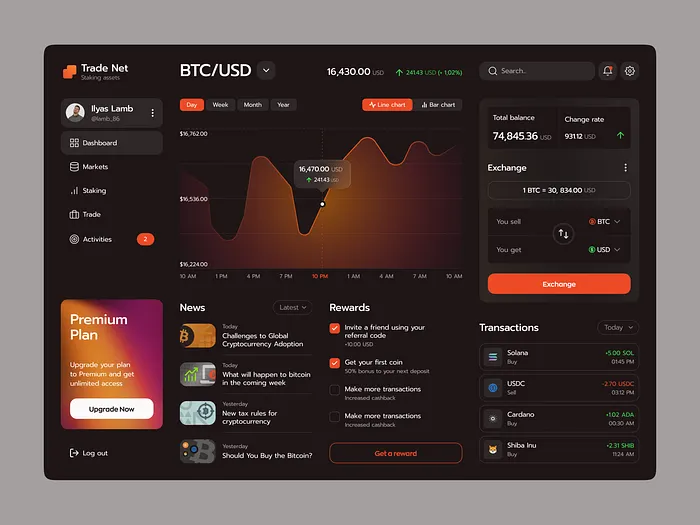 Trade Net
Staking assets
BTC/USD
16,430.00 USD
241.43 USD (+ 1,02%)
Search..
Ilyas Lamb
@lamb_86
Dashboard
Markets
Staking
Trade
Activities
2
Day
Week
Month
Year
Line chart
Bar chart
$16,762.00
$16,536.00
$16,224.00
16,470.00 USD
241.43 USD
10 AM
1 PM
4 PM
7 PM
10 PM
1 AM
4 AM
7 AM
10 AM
Total balance
74,845.36 USD
Change rate
931.12 USD
Exchange
1 BTC = 30, 834.00 USD
You sell
BTC
You get
USD
Exchange
Premium
Plan
Upgrade your plan
to Premium and get
unlimited access
Upgrade Now
Log out
News
Latest
Today
Challenges to Global
Cryptocurrency Adoption
Today
What will happen to bitcoin
in the coming week
Yesterday
New tax rules for
cryptocurrency
Yesterday
Should You Buy the Bitcoin?
Rewards
Invite a friend using your
referral code
+10.00 USD
Get your first coin
50% bonus to your next deposit
Make more transactions
Increased cashback
Make more transactions
Increased cashback
Get a reward
Transactions
Today
Solana
Buy
+5.00 SOL
01:45 PM
USDC
Sell
-2.70 USDC
03:12 PM
Cardano
Buy
+1.02 ADA
00:30 AM
Shiba Inu
Buy
+2.31 SHIB
11:24 AM